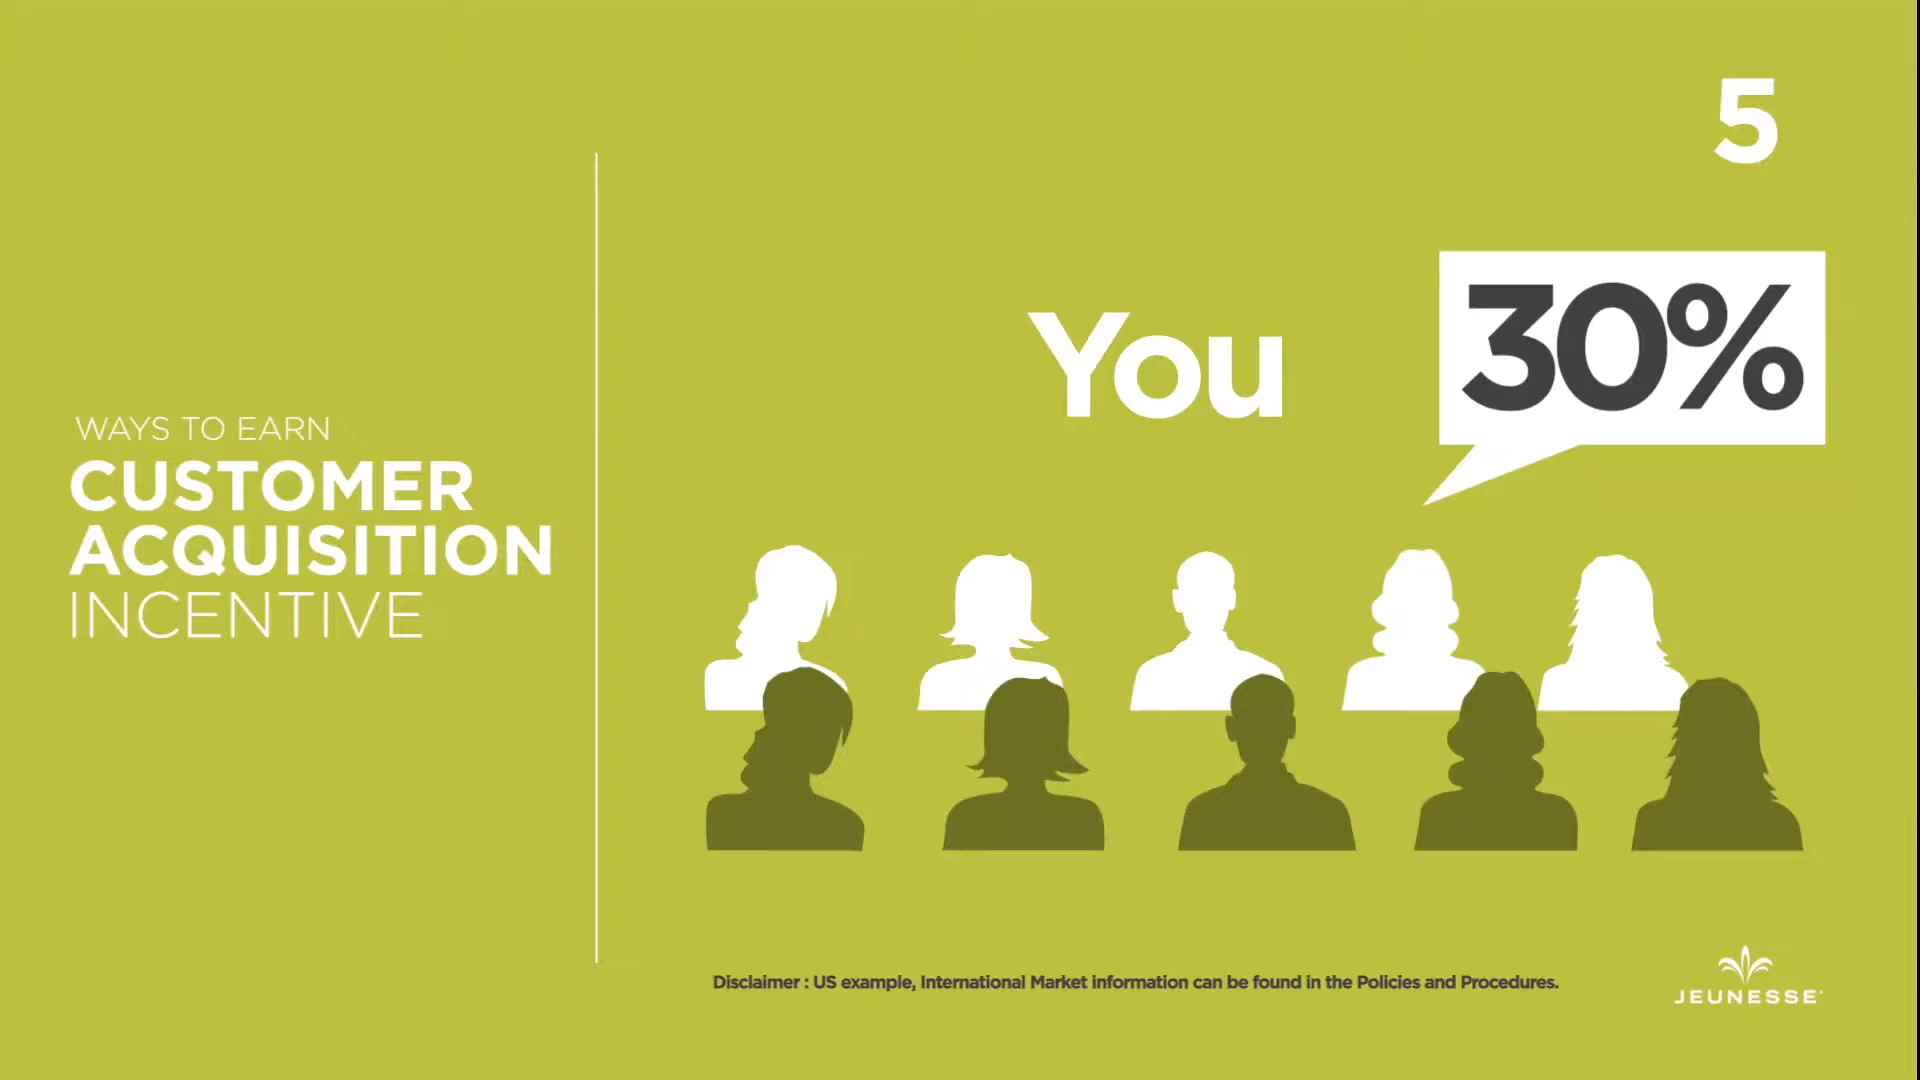 5
You
30%
WAYS TO EARN
CUSTOMER
ACQUISITION
INCENTIVE
Disclaimer : US example, International Market information can be found in the Policies and Procedures.
JEUNESSE